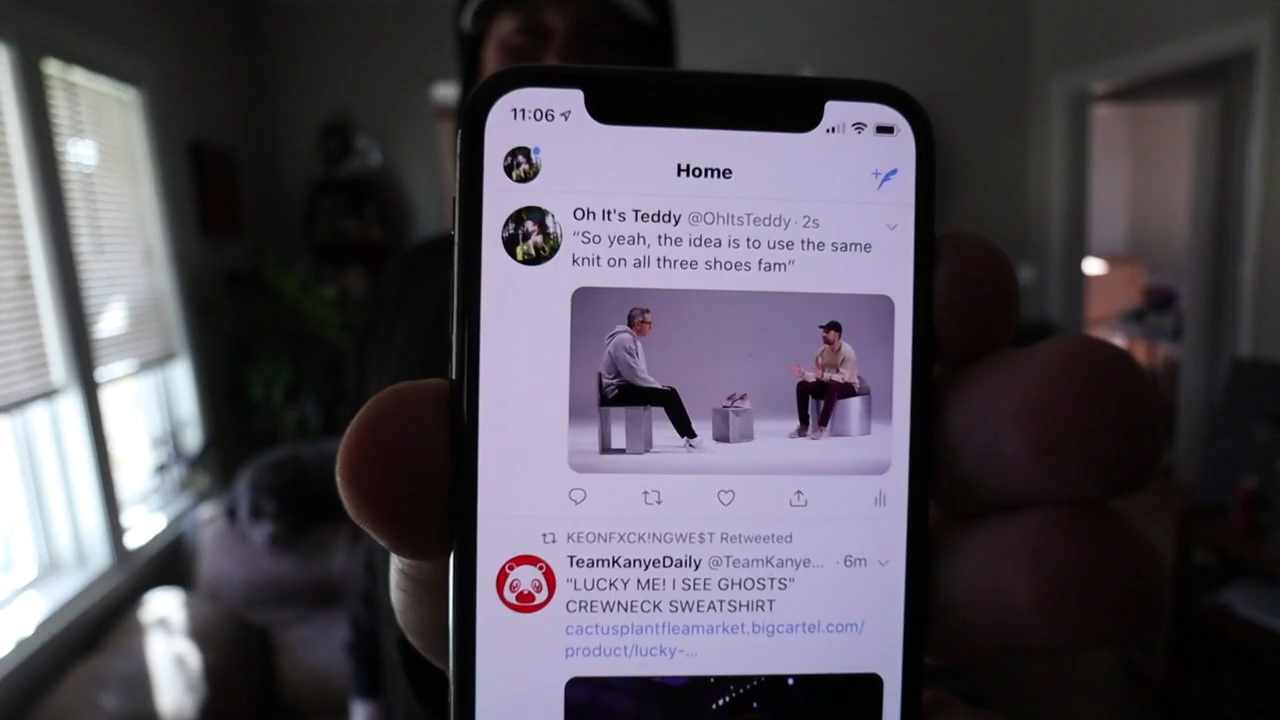 11:06
Home
Oh It's Teddy @OhItsTeddy · 2s
“So yeah, the idea is to use the same
knit on all three shoes fam”
KEONFXCK!NGWE$T Retweeted
TeamKanyeDaily @TeamKanye... · 6m
"LUCKY ME! I SEE GHOSTS"
CREWNECK SWEATSHIRT
cactusplantfleamarket.bigcartel.com/
product/lucky-...